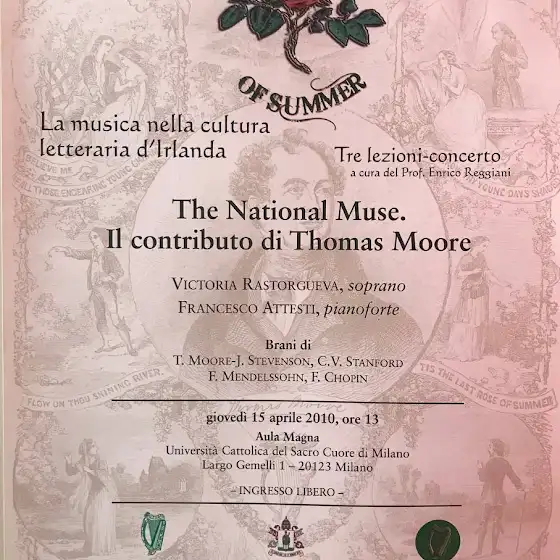 OF SUMMER
La musica nella cultura
letteraria d'Irlanda
Tre lezioni-concerto
a cura del Prof. Enrico Reggiani
The National Muse.
Il contributo di Thomas Moore
VICTORIA RASTORGUEVA, soprano
FRANCESCO ATTESTI, pianoforte
Brani di
T. MOORE-J. STEVENSON, C.V. STANFORD
F. MENDELSSOHN, F. CHOPIN
FLOW ON THOU SHINING RIVER.
'TIS THE LAST ROSE OF SUMMER
giovedì 15 aprile 2010, ore 13
Aula Magna
Università Cattolica del Sacro Cuore di Milano
Largo Gemelli 1 – 20123 Milano
– INGRESSO LIBERO –